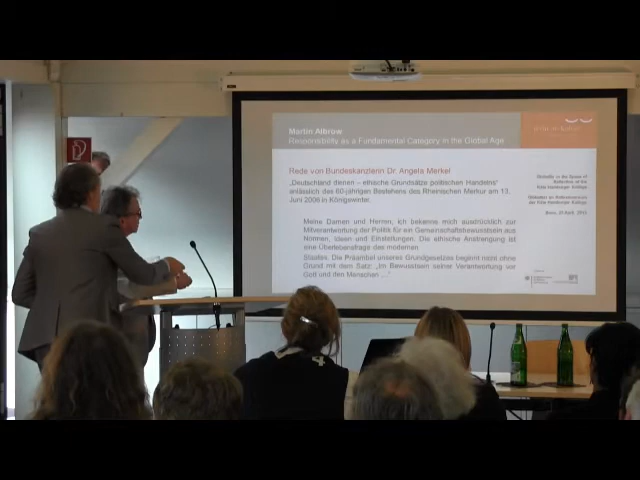 Martin Albrow
Responsibility as a Fundamental Category in the Global Age
Rede von Bundeskanzlerin Dr. Angela Merkel
„Deutschland dienen – ethische Grundsätze politischen Handelns"
anlässlich des 60-jährigen Bestehens des Rheinischen Merkur am 13.
Juni 2006 in Königswinter.
Meine Damen und Herren, ich bekenne mich ausdrücklich zur
Mitverantwortung der Politik für ein Gemeinschaftsbewusstsein aus
Normen, Ideen und Einstellungen. Die ethische Anstrengung ist
eine Überlebensfrage des modernen
Staates. Die Präambel unseres Grundgesetzes beginnt nicht ohne
Grund mit dem Satz: „Im Bewusstsein seiner Verantwortung vor
Gott und den Menschen..."
Käte Hamburger Kollegs